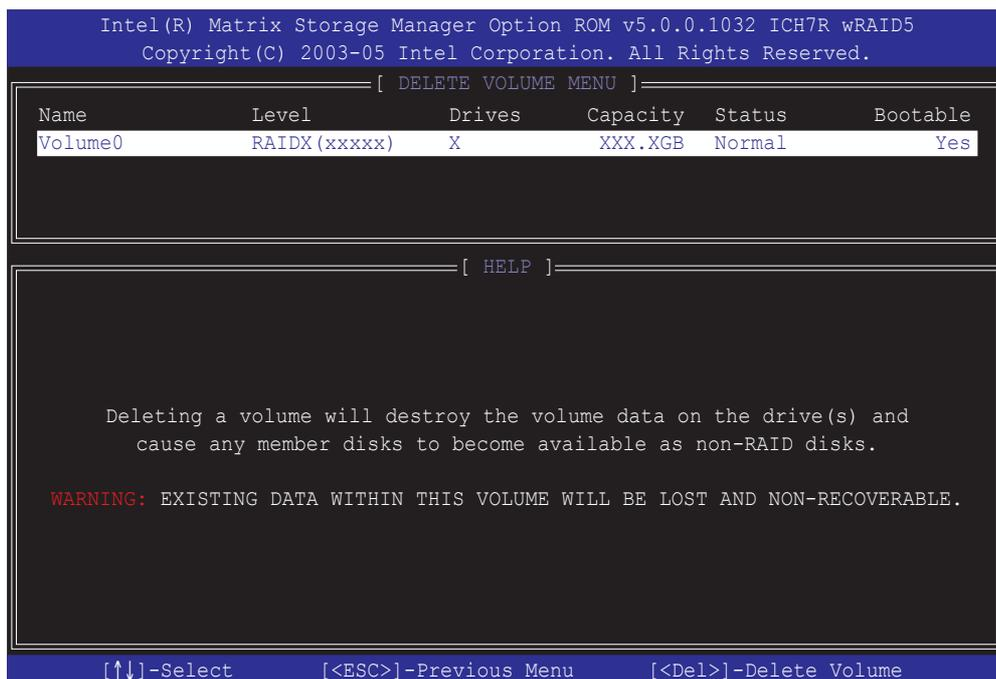 Intel(R) Matrix Storage Manager Option ROM v5.0.0.1032 ICH7R wRAID5
Copyright(C) 2003-05 Intel Corporation. All Rights Reserved.
[ DELETE VOLUME MENU ]
Name Level Drives Capacity Status Bootable
Volume0 RAIDX(xxxxx) X XXX.XGB Normal Yes
[ HELP ]
Deleting a volume will destroy the volume data on the drive(s) and
cause any member disks to become available as non-RAID disks.
WARNING: EXISTING DATA WITHIN THIS VOLUME WILL BE LOST AND NON-RECOVERABLE.
[↑↓]-Select [<ESC>]-Previous Menu [<Del>]-Delete Volume